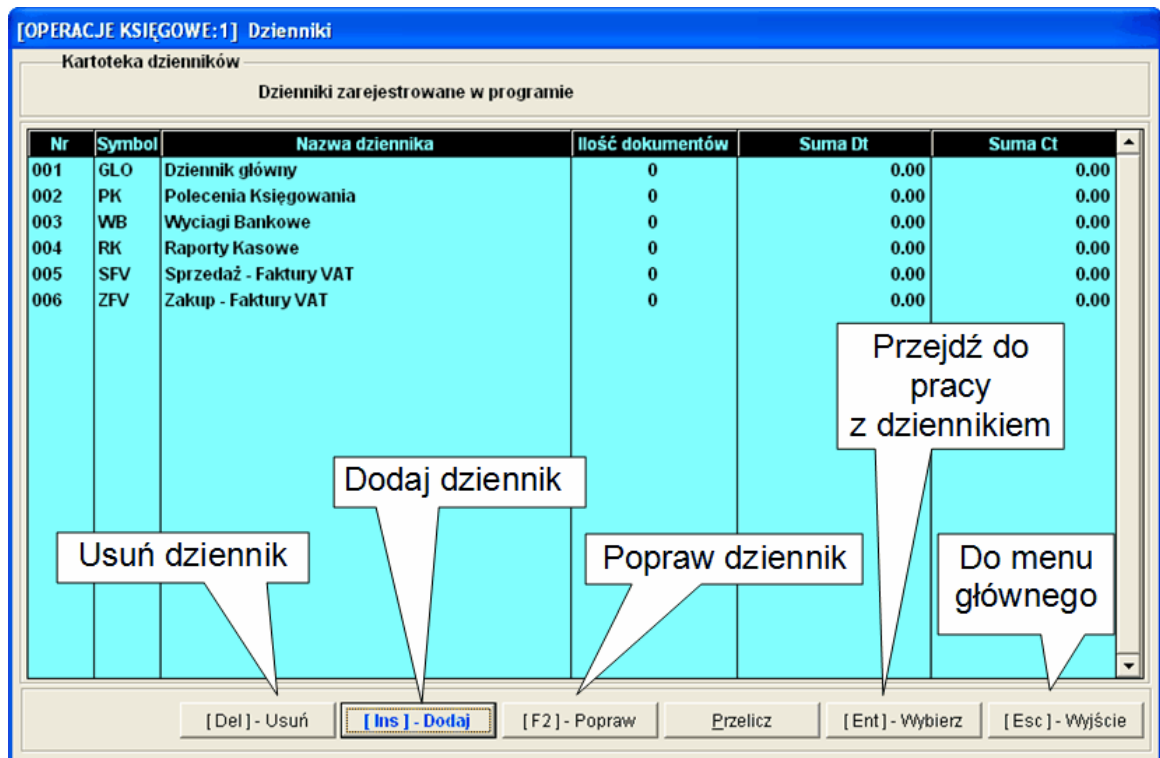 [OPERACJE KSIĘGOWE:1] Dzienniki
Kartoteka dzienników
Dzienniki zarejestrowane w programie
Nr Symbol Nazwa dziennika Ilość dokumentów Suma Dt Suma Ct
001 GLO Dziennik główny 0 0.00 0.00
002 PK Polecenia Księgowania 0 0.00 0.00
003 WB Wyciagi Bankowe 0 0.00 0.00
004 RK Raporty Kasowe 0 0.00 0.00
005 SFV Sprzedaż - Faktury VAT 0 0.00 0.00
006 ZFV Zakup - Faktury VAT 0 0.00 0.00
Przejdź do
pracy
z dziennikiem
Dodaj dziennik
Usuń dziennik
Popraw dziennik
Do menu
głównego
[Del] - Usuń [Ins] - Dodaj [F2] - Popraw Przelicz [Ent] - Wybierz [Esc] - Wyjście